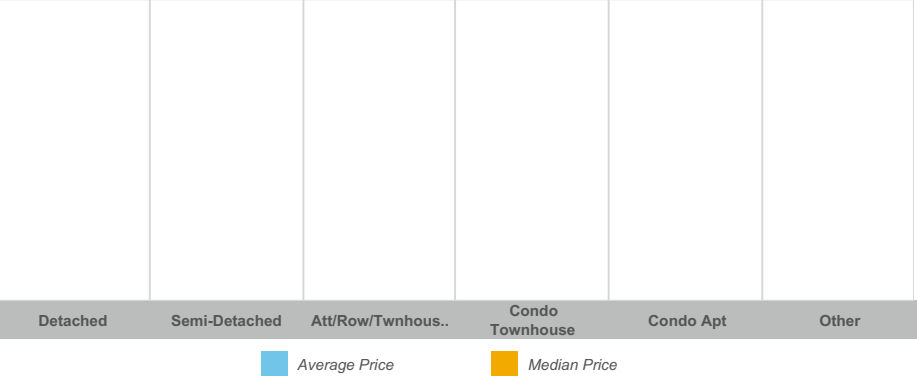 Detached Semi-Detached Att/Row/Twnhous.. Condo Townhouse Condo Apt Other
Average Price Median Price